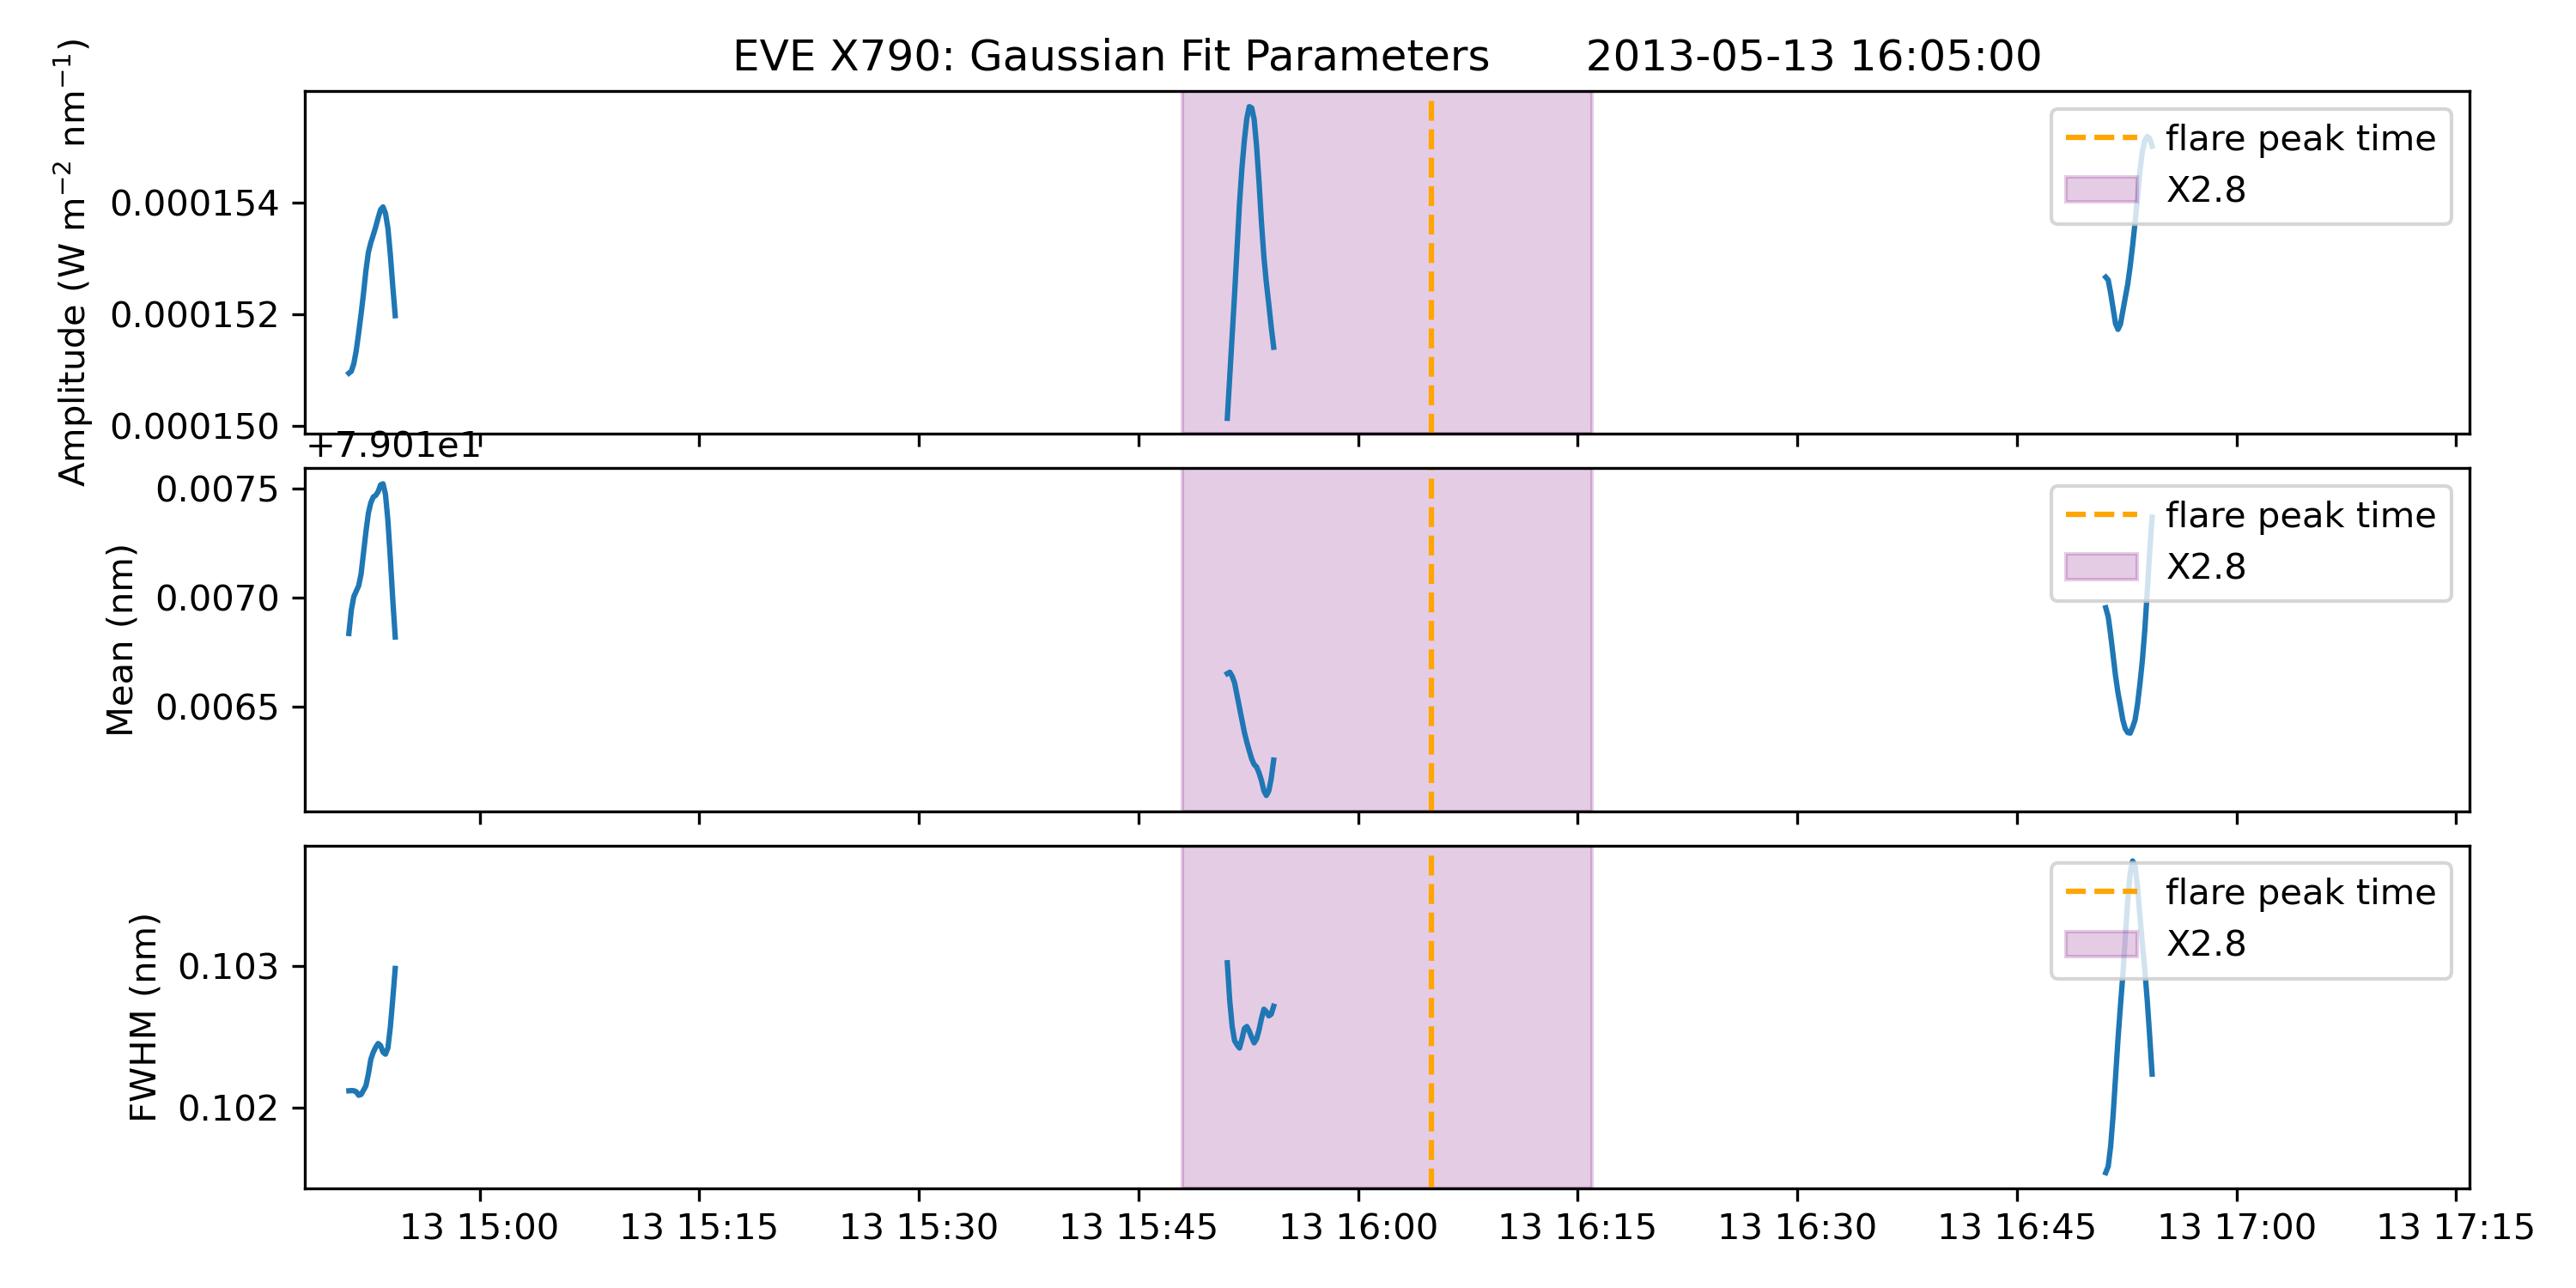 EVE X790: Gaussian Fit Parameters 2013-05-13 16:05:00
Amplitude (W m⁻² nm⁻¹)
0.000154
0.000152
0.000150
flare peak time
X2.8
+7.901e1
Mean (nm)
0.0075
0.0070
0.0065
flare peak time
X2.8
FWHM (nm)
0.103
0.102
flare peak time
X2.8
13 15:00 13 15:15 13 15:30 13 15:45 13 16:00 13 16:15 13 16:30 13 16:45 13 17:00 13 17:15